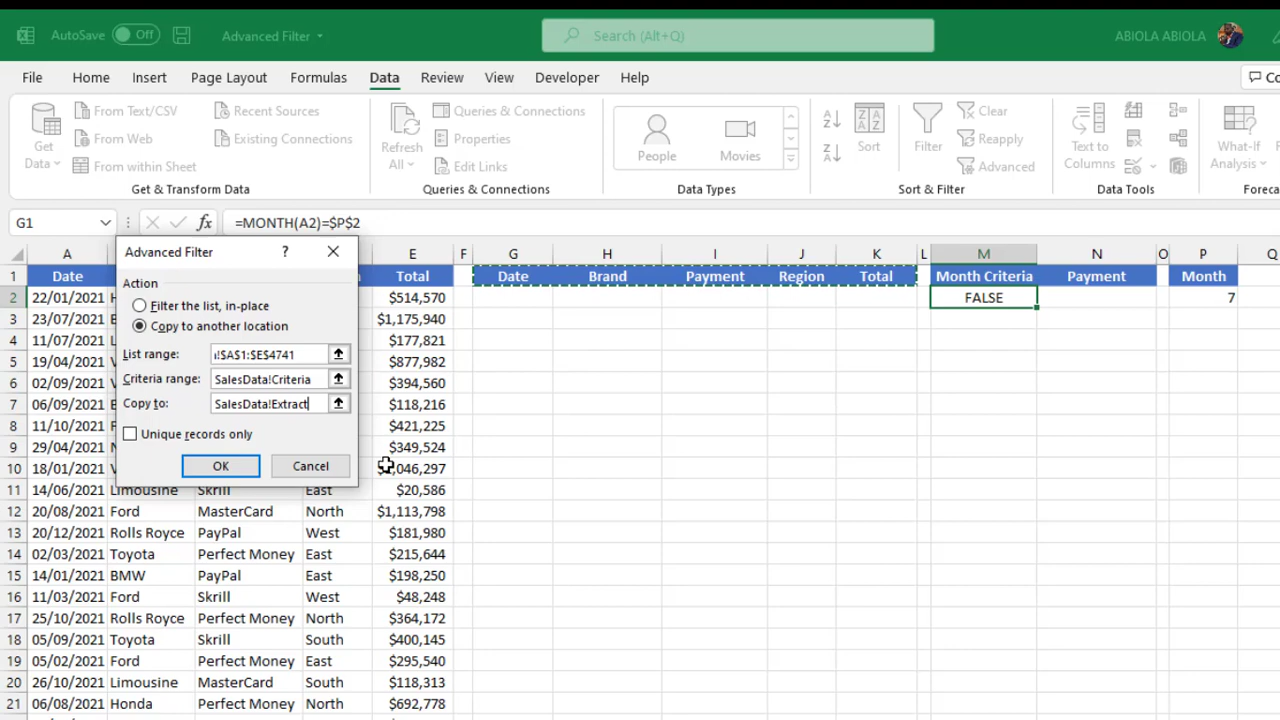 AutoSave Off Advanced Filter Search (Alt+Q) ABIOLA ABIOLA
File Home Insert Page Layout Formulas Data Review View Developer Help
Get Data
From Text/CSV
From Web
From within Sheet
Recent Sources
Existing Connections
Get & Transform Data
Refresh All
Queries & Connections
Properties
Edit Links
Queries & Connections
People
Movies
Data Types
Sort
Filter
Clear
Reapply
Advanced
Sort & Filter
Text to Columns
Data Tools
What-If Analysis
G1 fx =MONTH(A2)=$P$2
A E F G H I J K L M N O P Q
1 Date Total Date Brand Payment Region Total Month Criteria Payment Month
Advanced Filter ? 
Action
Filter the list, in-place
Copy to another location
List range: !$A$1:$E$4741
Criteria range: SalesData!Criteria
Copy to: SalesData!Extract
Unique records only
OK Cancel
2 22/01/2021 $514,570 FALSE 7
3 23/07/2021 $1,175,940
4 11/07/2021 $177,821
5 19/04/2021 $877,982
6 02/09/2021 $394,560
7 06/09/2021 $118,216
8 11/10/2021 $421,225
9 29/04/2021 $349,524
10 18/01/2021
11 14/06/2021 Limousine Skrill East $20,586
12 20/08/2021 Ford MasterCard North $1,113,798
13 20/12/2021 Rolls Royce PayPal West $181,980
14 02/03/2021 Toyota Perfect Money East $215,644
15 14/01/2021 BMW PayPal East $198,250
16 11/03/2021 Ford Skrill West $48,248
17 25/10/2021 Rolls Royce Perfect Money North $364,172
18 05/09/2021 Toyota Skrill South $400,145
19 05/02/2021 Ford Perfect Money East $295,540
20 26/10/2021 Limousine MasterCard South $118,313
21 06/08/2021 Honda Perfect Money North $692,778